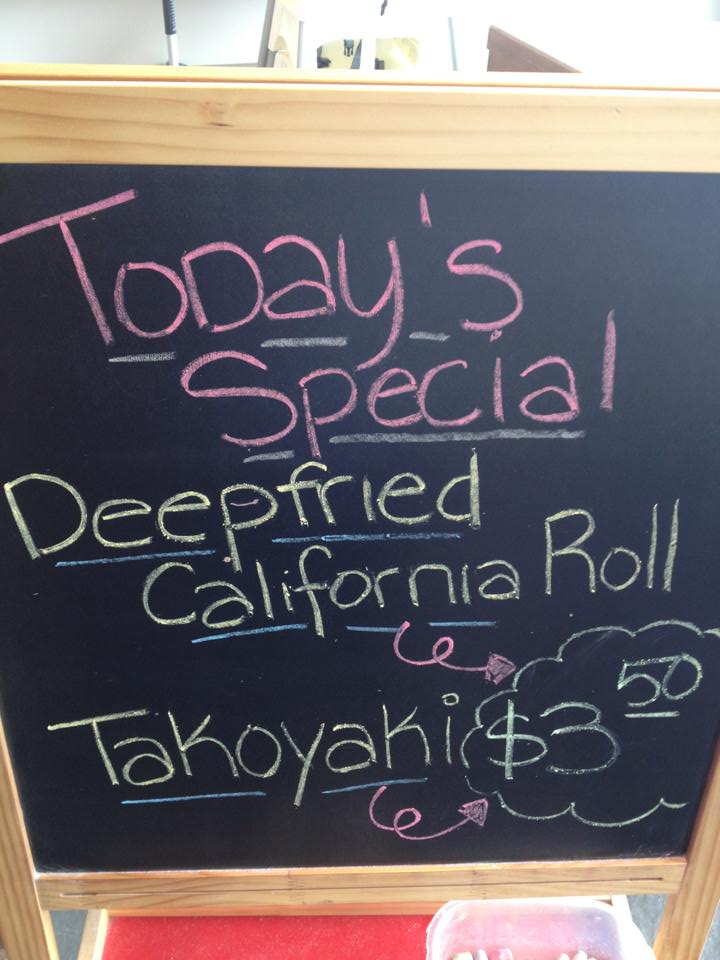 Today's
Special
Deepfried
California Roll
Takoyaki $3 50